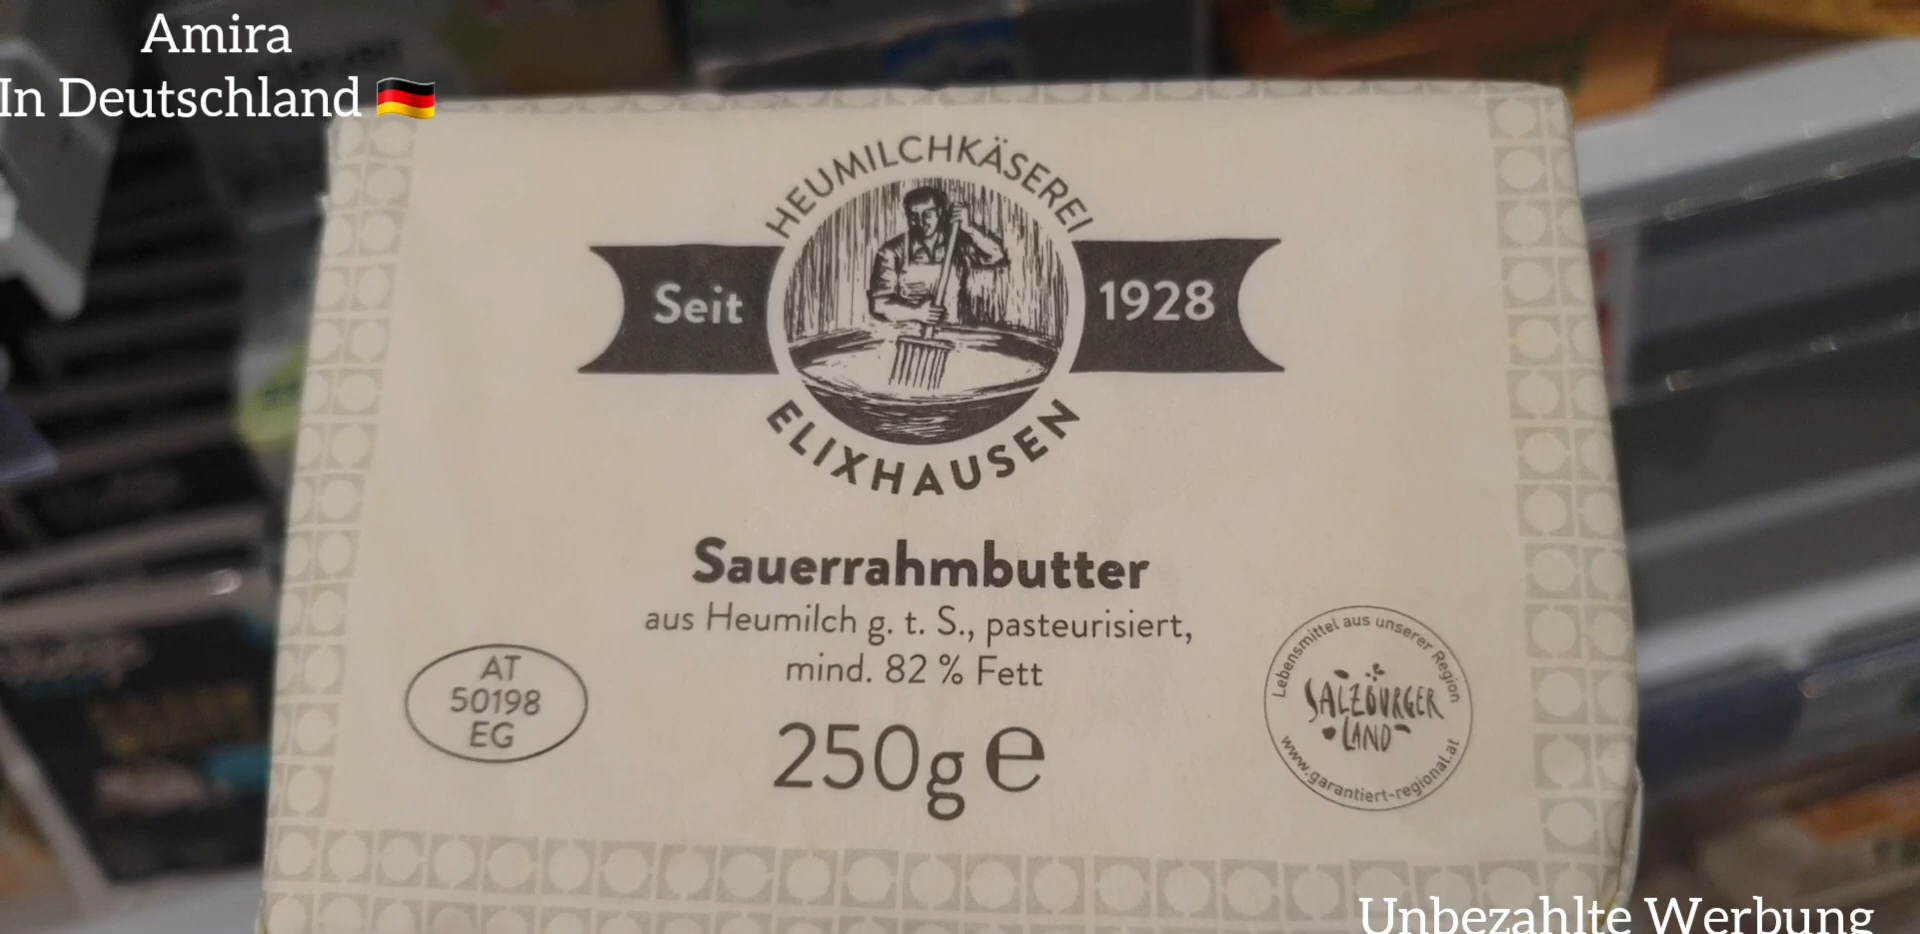 Amira
In Deutschland 🇩🇪
HEUMILCHKÄSEREI
Seit 1928
ELIXHAUSEN
Sauerrahmbutter
aus Heumilch g. t. S., pasteurisiert,
mind. 82 % Fett
250g e
AT
50198
EG
Lebensmittel aus unserer Region
SALZBURGER
LAND
www.garantiert-regional.at
Unbezahlte Werbung